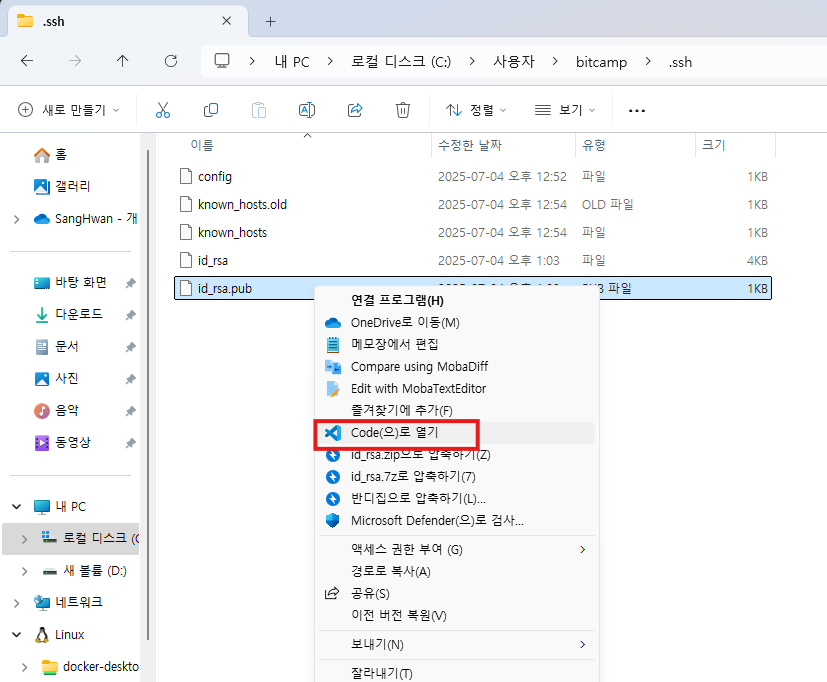 .ssh
내 PC
로컬 디스크 (C:)
사용자
bitcamp
.ssh
새로 만들기
정렬
보기
이름
수정한 날짜
유형
크기
홈
갤러리
SangHwan - 개
바탕 화면
다운로드
문서
사진
음악
동영상
내 PC
로컬 디스크 (C
새 볼륨 (D:)
네트워크
Linux
docker-deskto
config 2025-07-04 오후 12:52 파일 1KB
known_hosts.old 2025-07-04 오후 12:54 OLD 파일 1KB
known_hosts 2025-07-04 오후 12:54 파일 1KB
id_rsa 2025-07-04 오후 1:03 파일 4KB
id_rsa.pub 파일 1KB
연결 프로그램(H)
OneDrive로 이동(M)
메모장에서 편집
Compare using MobaDiff
Edit with MobaTextEditor
즐겨찾기에 추가(F)
Code(으)로 열기
id_rsa.zip으로 압축하기(Z)
id_rsa.7z로 압축하기(7)
반디집으로 압축하기(L)...
Microsoft Defender(으)로 검사...
액세스 권한 부여 (G)
경로로 복사(A)
공유(S)
이전 버전 복원(V)
보내기(N)
잘라내기(T)